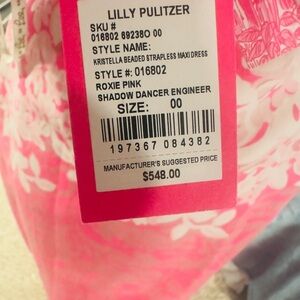 LILLY PULITZER
SKU #
016802 69238O 00
STYLE NAME:
KRISTELLA BEADED STRAPLESS MAXI DRESS
STYLE #: 016802
ROXIE PINK
SHADOW DANCER ENGINEER
SIZE: 00
197367 084382
MANUFACTURER'S SUGGESTED PRICE
$548.00